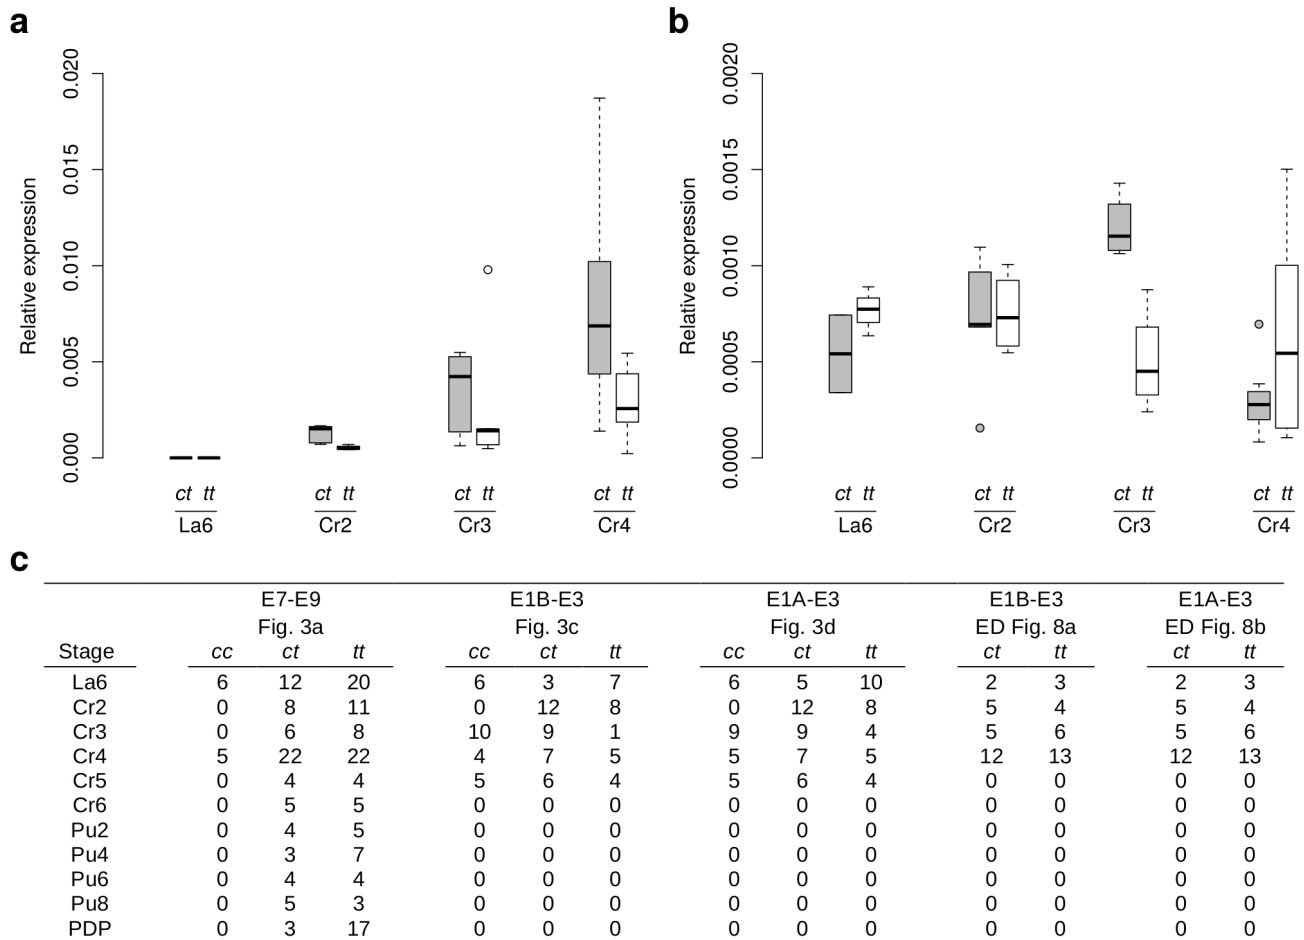 a
b
Relative expression
0.020
0.015
0.010
0.005
0.000
ct tt ct tt ct tt ct tt
La6 Cr2 Cr3 Cr4
Relative expression
0.0020
0.0015
0.0010
0.0005
0.0000
ct tt ct tt ct tt ct tt
La6 Cr2 Cr3 Cr4
c
E7-E9 E1B-E3 E1A-E3 E1B-E3 E1A-E3
Fig. 3a Fig. 3c Fig. 3d ED Fig. 8a ED Fig. 8b
Stage cc ct tt cc ct tt cc ct tt ct tt ct tt
La6 6 12 20 6 3 7 6 5 10 2 3 2 3
Cr2 0 8 11 0 12 8 0 12 8 5 4 5 4
Cr3 0 6 8 10 9 1 9 9 4 5 6 5 6
Cr4 5 22 22 4 7 5 5 7 5 12 13 12 13
Cr5 0 4 4 5 6 4 5 6 4 0 0 0 0
Cr6 0 5 5 0 0 0 0 0 0 0 0 0 0
Pu2 0 4 5 0 0 0 0 0 0 0 0 0 0
Pu4 0 3 7 0 0 0 0 0 0 0 0 0 0
Pu6 0 4 4 0 0 0 0 0 0 0 0 0 0
Pu8 0 5 3 0 0 0 0 0 0 0 0 0 0
PDP 0 3 17 0 0 0 0 0 0 0 0 0 0